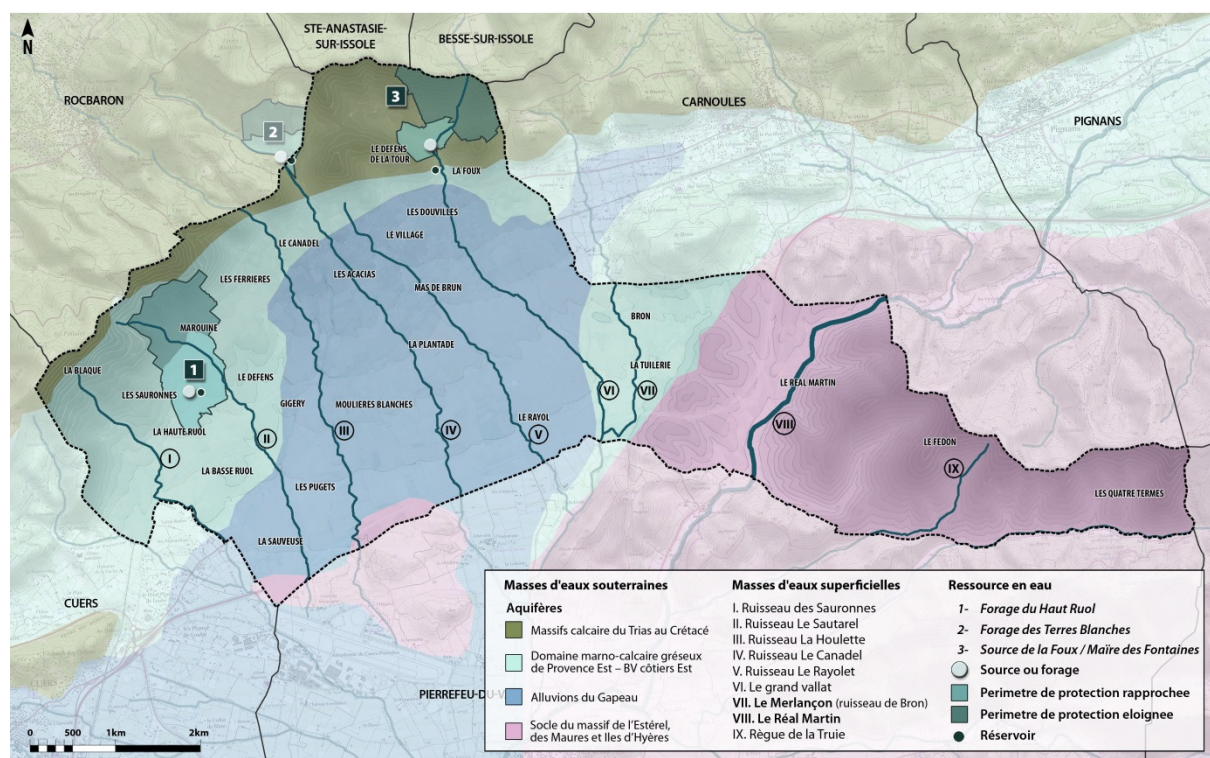 N
STE-ANASTASIE-
SUR-ISSOLE
BESSE-SUR-ISSOLE
ROCBARON
CARNOULES
PIGNANS
3
2
LE DEFENS
DE LA TOUR
LA FOUX
LES DOUVILLES
LE VILLAGE
LE CANADEL
LES FERRIERES
LES ACACIAS
MAS DE BRUN
MAROUINE
BRON
LA BLAQUE
1
LA PLANTADE
LA TUILERIE
LE DEFENS
LES SAURONNES
LE REAL MARTIN
GIGERY
MOULIERES BLANCHES
LE RAYOL
LA HAUTE RUOL
I
II
III
IV
V
VI
VII
VIII
IX
LE FEDON
LA BASSE RUOL
LES PUGETS
LES QUATRE TERMES
LA SAUVEUSE
CUERS
PIERREFEU-DU-V
0 500 1km 2km
Masses d'eaux souterraines
Aquifères
Massifs calcaire du Trias au Crétacé
Domaine marno-calcaire gréseux
de Provence Est – BV côtiers Est
Alluvions du Gapeau
Socle du massif de l'Estérel,
des Maures et Iles d'Hyères
Masses d'eaux superficielles
I. Ruisseau des Sauronnes
II. Ruisseau Le Sautarel
III. Ruisseau La Houlette
IV. Ruisseau Le Canadel
V. Ruisseau Le Rayolet
VI. Le grand vallat
VII. Le Merlançon (ruisseau de Bron)
VIII. Le Réal Martin
IX. Règue de la Truie
Ressource en eau
1- Forage du Haut Ruol
2- Forage des Terres Blanches
3- Source de la Foux / Maïre des Fontaines
Source ou forage
Perimetre de protection rapprochee
Perimetre de protection eloignee
Réservoir